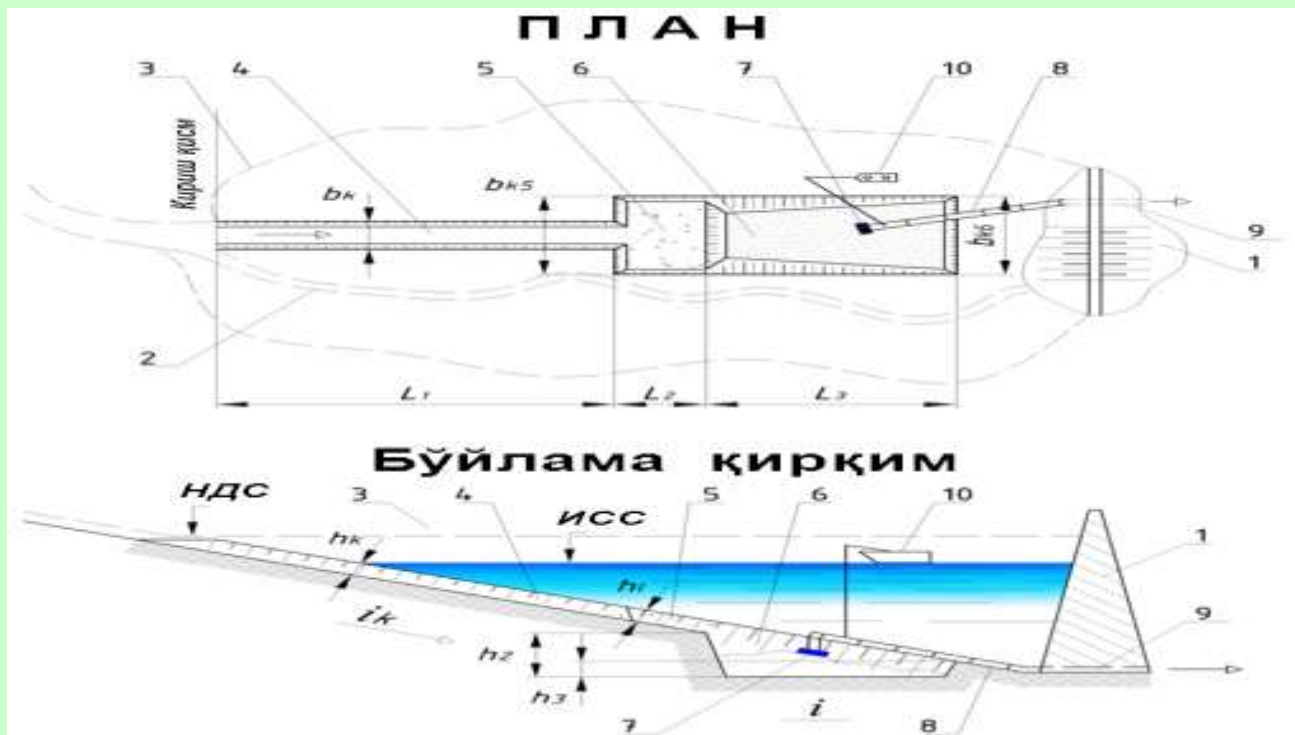 ПЛАН
3 4 5 6 7 10 8
Кириш қисм
bк bк5 bк6
9
1
2
L1 L2 L3
Бўйлама қирқим
НДС 3 4 ИСС 5 6 10
hк 1
h1
iк
h2 9
h3
7 i 8